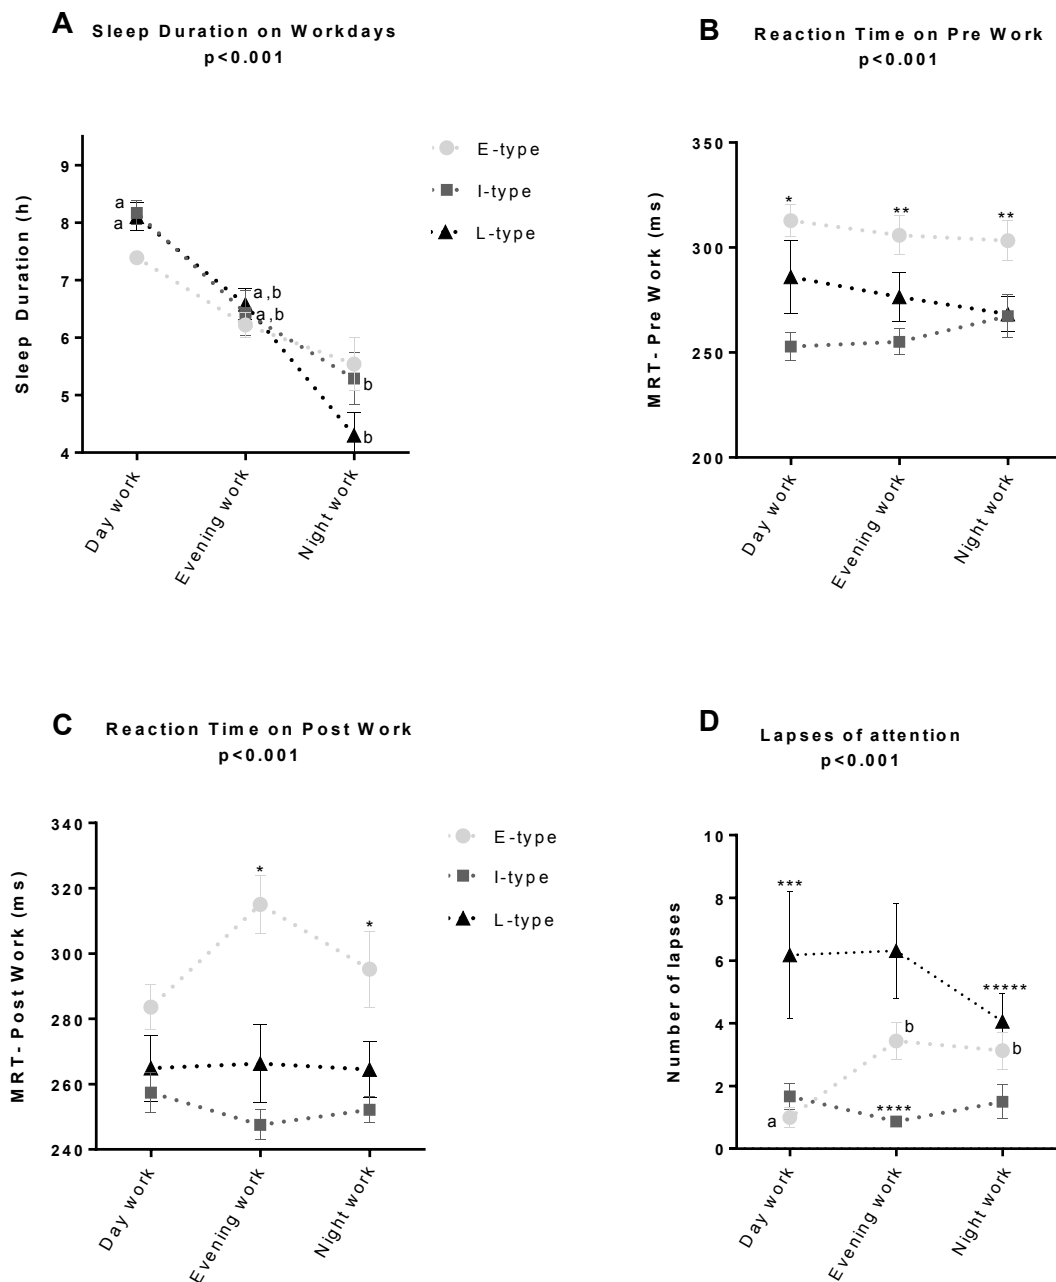 A Sleep Duration on Workdays
p<0.001
Sleep Duration (h)
9
8
7
6
5
4
a
a
a,b
a,b
b
b
Day work
Evening work
Night work
E-type
I-type
L-type
B Reaction Time on Pre Work
p<0.001
MRT- Pre Work (ms)
350
300
250
200
*
**
**
Day work
Evening work
Night work
C Reaction Time on Post Work
p<0.001
MRT- Post Work (ms)
340
320
300
280
260
240
*
*
Day work
Evening work
Night work
E-type
I-type
L-type
D Lapses of attention
p<0.001
Number of lapses
10
8
6
4
2
0
***
*****
b
b
****
a
Day work
Evening work
Night work